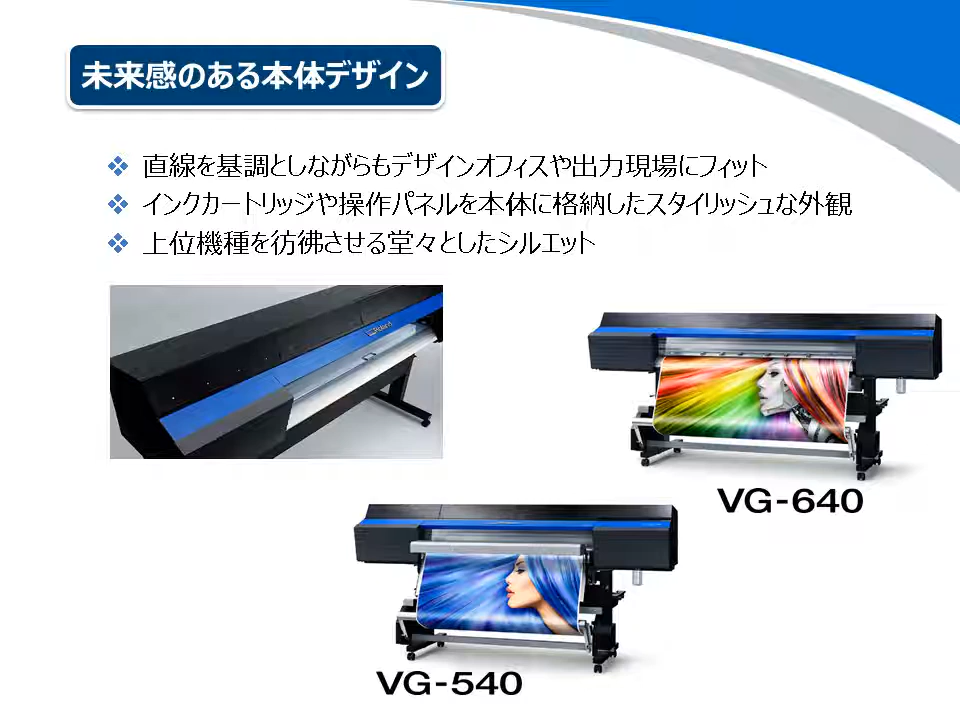 未来感のある本体デザイン
直線を基調としながらもデザインオフィスや出力現場にフィット
インクカートリッジや操作パネルを本体に格納したスタイリッシュな外観
上位機種を彷彿させる堂々としたシルエット
Roland
VG-640
VG-540